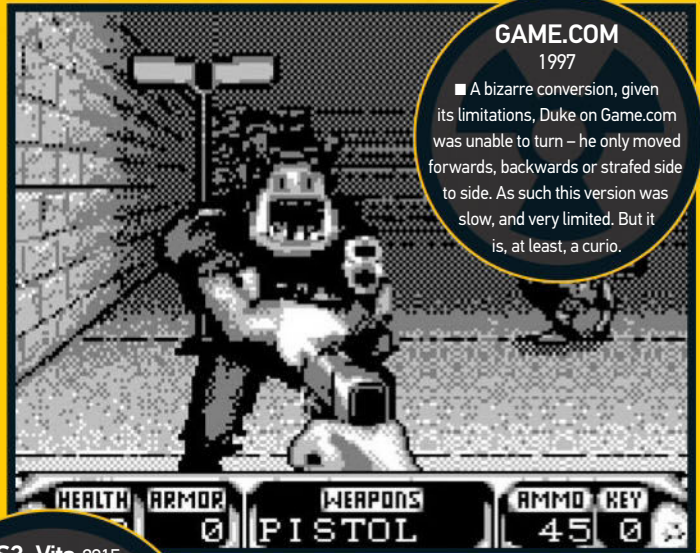 GAME.COM
1997
■ A bizarre conversion, given
its limitations, Duke on Game.com
was unable to turn – he only moved
forwards, backwards or strafed side
to side. As such this version was
slow, and very limited. But it
is, at least, a curio.
HEALTH ARMOR WEAPONS AMMO KEY
0 PISTOL 45 0
Vita 2015